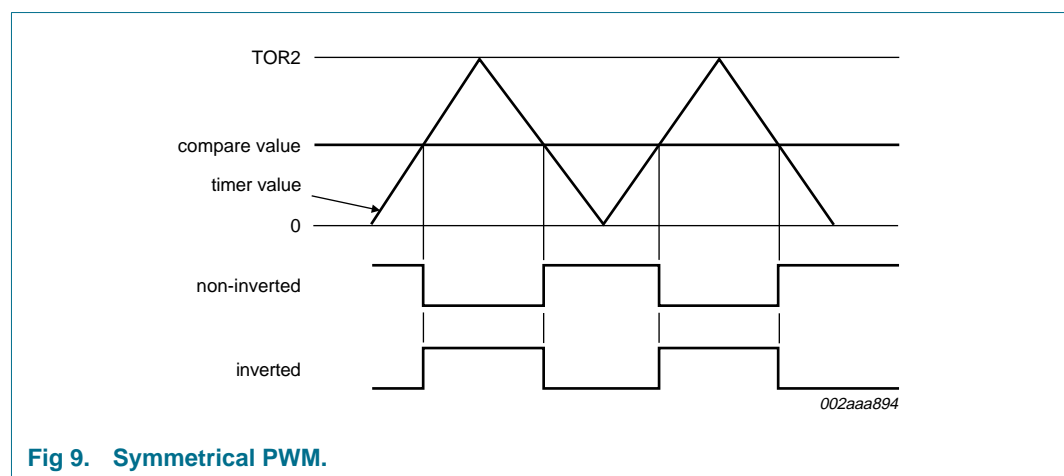 TOR2
compare value
timer value
0
non-inverted
inverted
002aaa894
Fig 9. Symmetrical PWM.